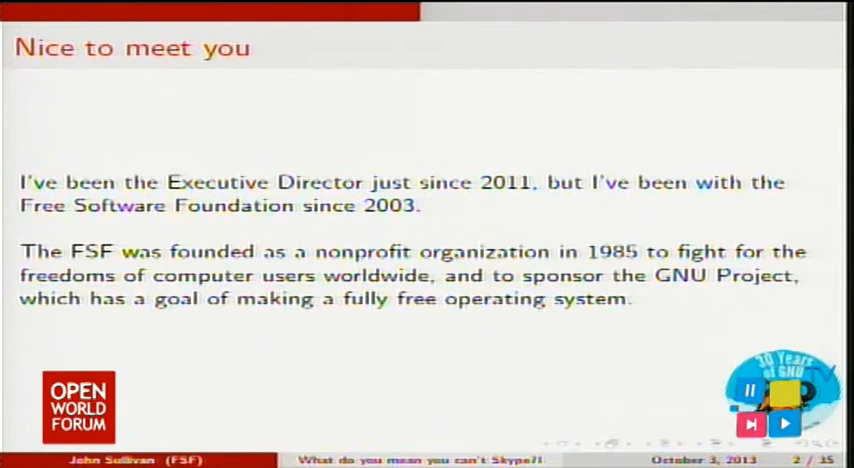 Nice to meet you
I've been the Executive Director just since 2011, but I've been with the
Free Software Foundation since 2003.
The FSF was founded as a nonprofit organization in 1985 to fight for the
freedoms of computer users worldwide, and to sponsor the GNU Project,
which has a goal of making a fully free operating system.
30 Years
of GNU
TV
OPEN
WORLD
FORUM
John Sullivan (FSF)
What do you mean you can't Skype?!
October 3, 2013
2 / 35